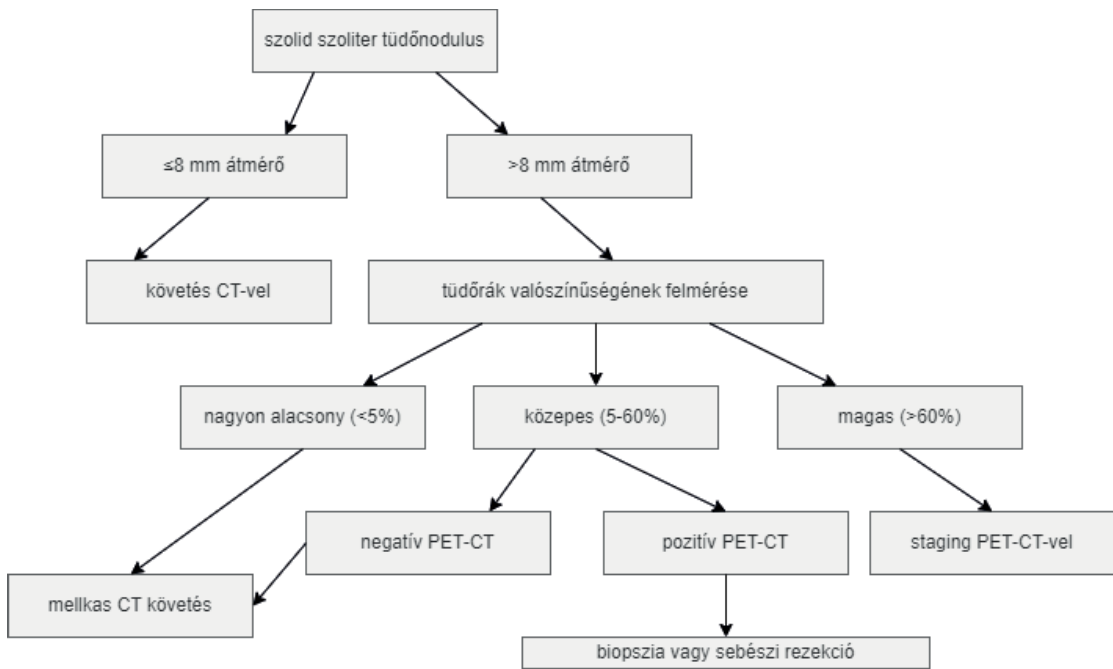 szolid szoliter tüdőnodulus
≤8 mm átmérő
>8 mm átmérő
követés CT-vel
tüdőrák valószínűségének felmérése
nagyon alacsony (<5%)
közepes (5-60%)
magas (>60%)
negatív PET-CT
pozitív PET-CT
staging PET-CT-vel
mellkas CT követés
biopszia vagy sebészi rezekció